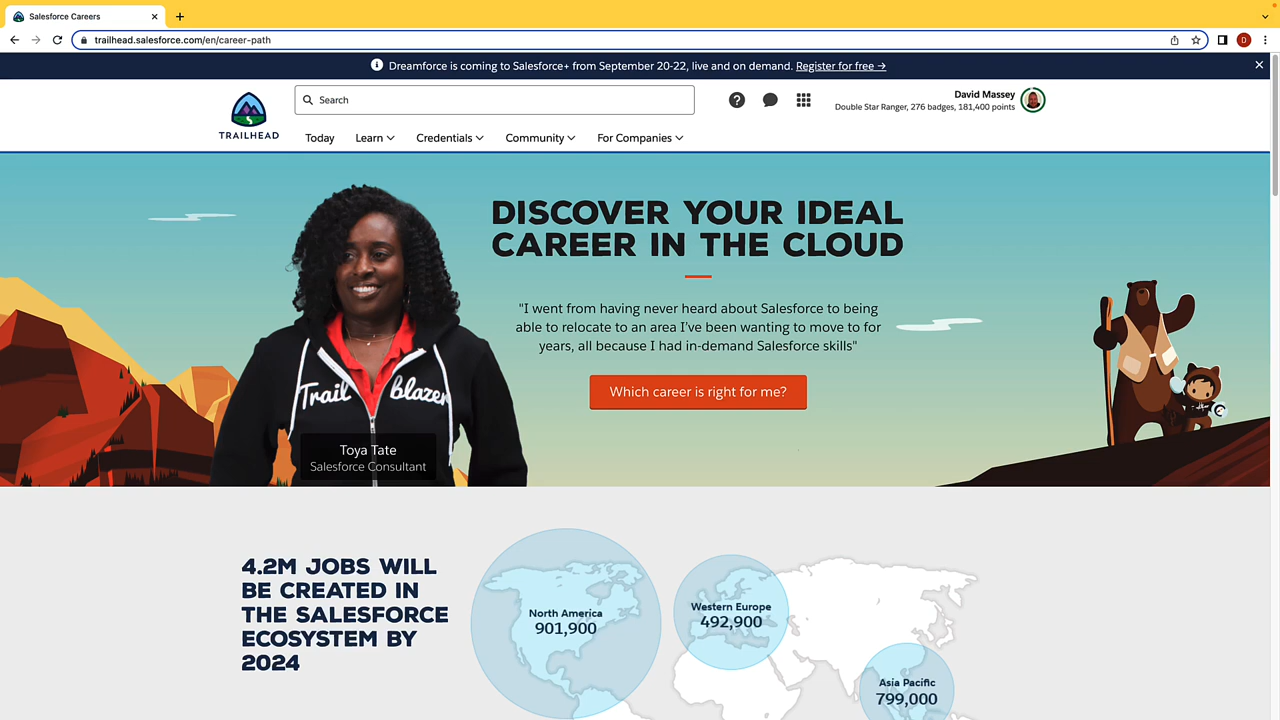 Salesforce Careers
trailhead.salesforce.com/en/career-path
D
Dreamforce is coming to Salesforce+ from September 20-22, live and on demand. Register for free →
TRAILHEAD
Search
David Massey
Double Star Ranger, 276 badges, 181,400 points
Today
Learn
Credentials
Community
For Companies
DISCOVER YOUR IDEAL
CAREER IN THE CLOUD
"I went from having never heard about Salesforce to being
able to relocate to an area I've been wanting to move to for
years, all because I had in-demand Salesforce skills"
Which career is right for me?
Trail blazer
Toya Tate
Salesforce Consultant
4.2M JOBS WILL
BE CREATED IN
THE SALESFORCE
ECOSYSTEM BY
2024
North America
901,900
Western Europe
492,900
Asia Pacific
799,000